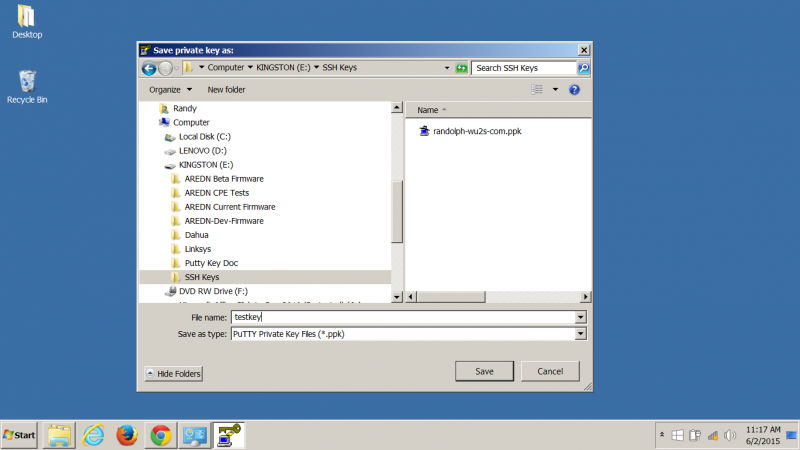 Desktop
Recycle Bin
Save private key as:
Computer KINGSTON (E:) SSH Keys
Search SSH Keys
Organize New folder
Randy
Computer
Local Disk (C:)
LENOVO (D:)
KINGSTON (E:)
AREDN Beta Firmware
AREDN CPE Tests
AREDN Current Firmware
AREDN-Dev-Firmware
Dahua
Linksys
Putty Key Doc
SSH Keys
DVD RW Drive (F:)
Name
randolph-wu2s-com.ppk
File name: testkey
Save as type: PuTTY Private Key Files (*.ppk)
Hide Folders
Save Cancel
Start
11:17 AM
6/2/2015